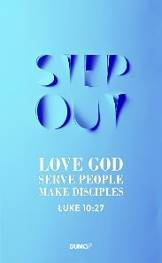 STEP
OUT
LOVE GOD
SERVE PEOPLE
MAKE DISCIPLES
LUKE 10:27